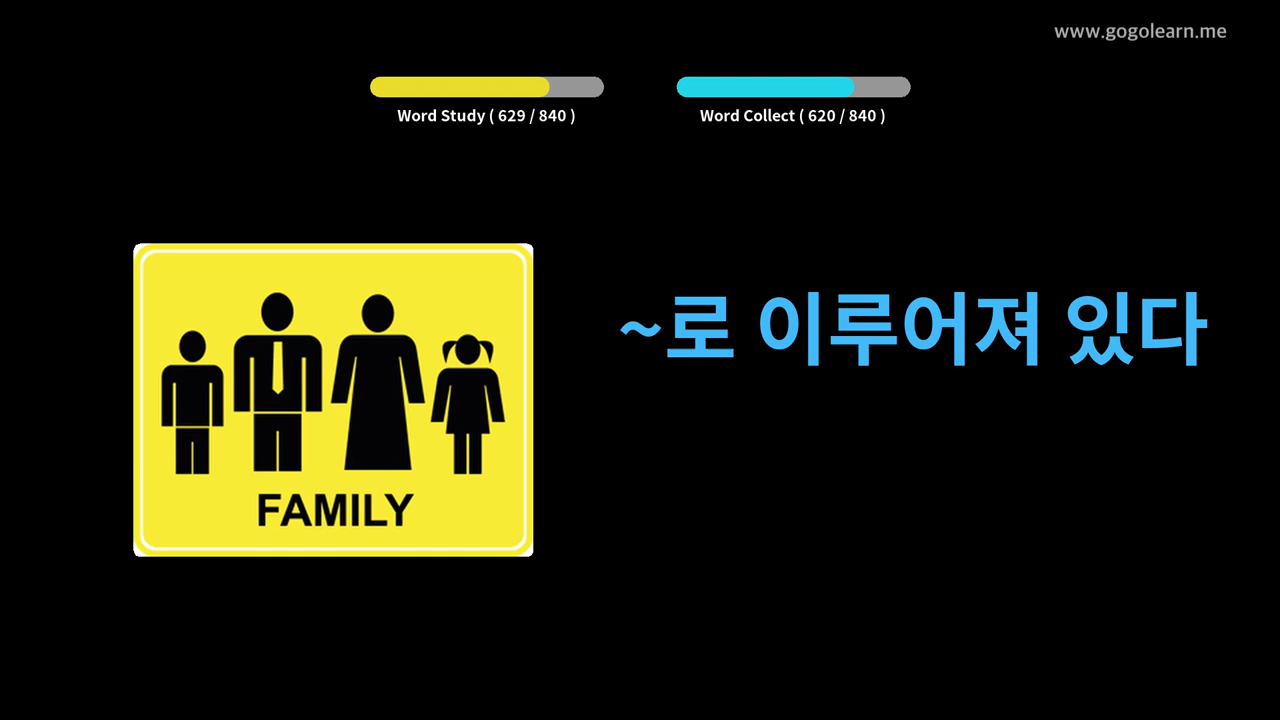 www.gogolearn.me
Word Study ( 629 / 840 )
Word Collect ( 620 / 840 )
~로 이루어져 있다
FAMILY